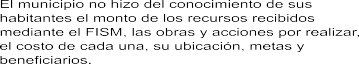 El municipio no hizo del conocimiento de sus
habitantes el monto de los recursos recibidos
mediante el FISM, las obras y acciones por realizar,
el costo de cada una, su ubicación, metas y
beneficiarios.